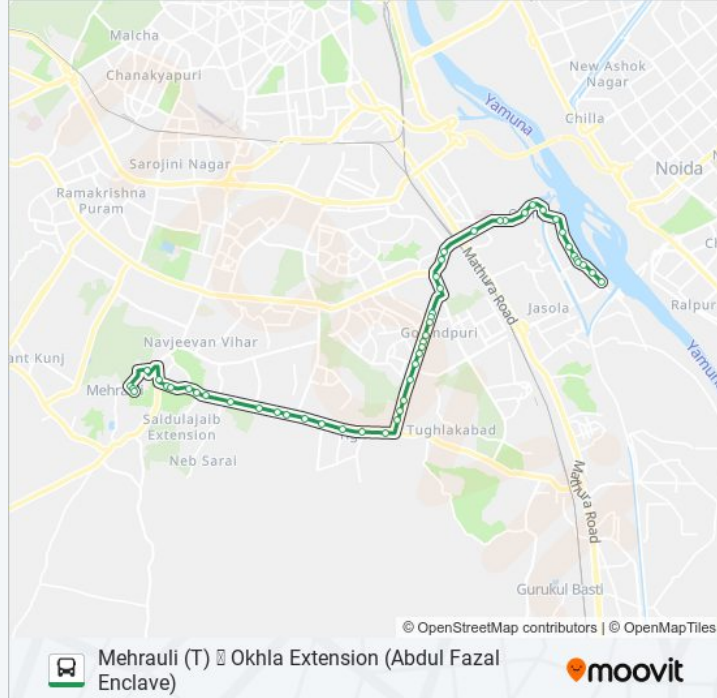 Malcha
Chanakyapuri
New Ashok
Nagar
Yamuna
Chilla
Sarojini Nagar
Noida
Ramakrishna
Puram
Mathura Road
Jasola
Ralpur
Yamuna
Navjeevan Vihar
ant Kunj
Saidulajaib
Extension
Tughlakabad
Neb Sarai
Mathura Road
Gurukul Basti
© OpenStreetMap contributors | © OpenMapTiles
Mehrauli (T) Okhla Extension (Abdul Fazal
Enclave)
moovit